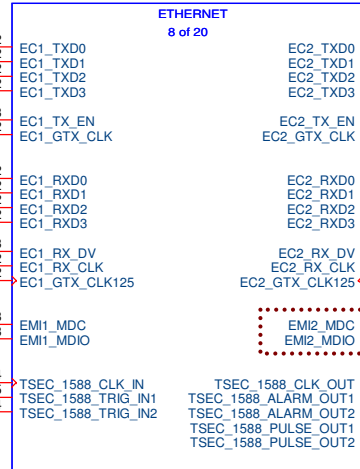 ETHERNET
8 of 20
EC1_TXD0 EC2_TXD0
EC1_TXD1 EC2_TXD1
EC1_TXD2 EC2_TXD2
EC1_TXD3 EC2_TXD3
EC1_TX_EN EC2_TX_EN
EC1_GTX_CLK EC2_GTX_CLK
EC1_RXD0 EC2_RXD0
EC1_RXD1 EC2_RXD1
EC1_RXD2 EC2_RXD2
EC1_RXD3 EC2_RXD3
EC1_RX_DV EC2_RX_DV
EC1_RX_CLK EC2_RX_CLK
EC1_GTX_CLK125 EC2_GTX_CLK125
EMI1_MDC EMI2_MDC
EMI1_MDIO EMI2_MDIO
TSEC_1588_CLK_IN TSEC_1588_CLK_OUT
TSEC_1588_TRIG_IN1 TSEC_1588_ALARM_OUT1
TSEC_1588_TRIG_IN2 TSEC_1588_ALARM_OUT2
TSEC_1588_PULSE_OUT1
TSEC_1588_PULSE_OUT2